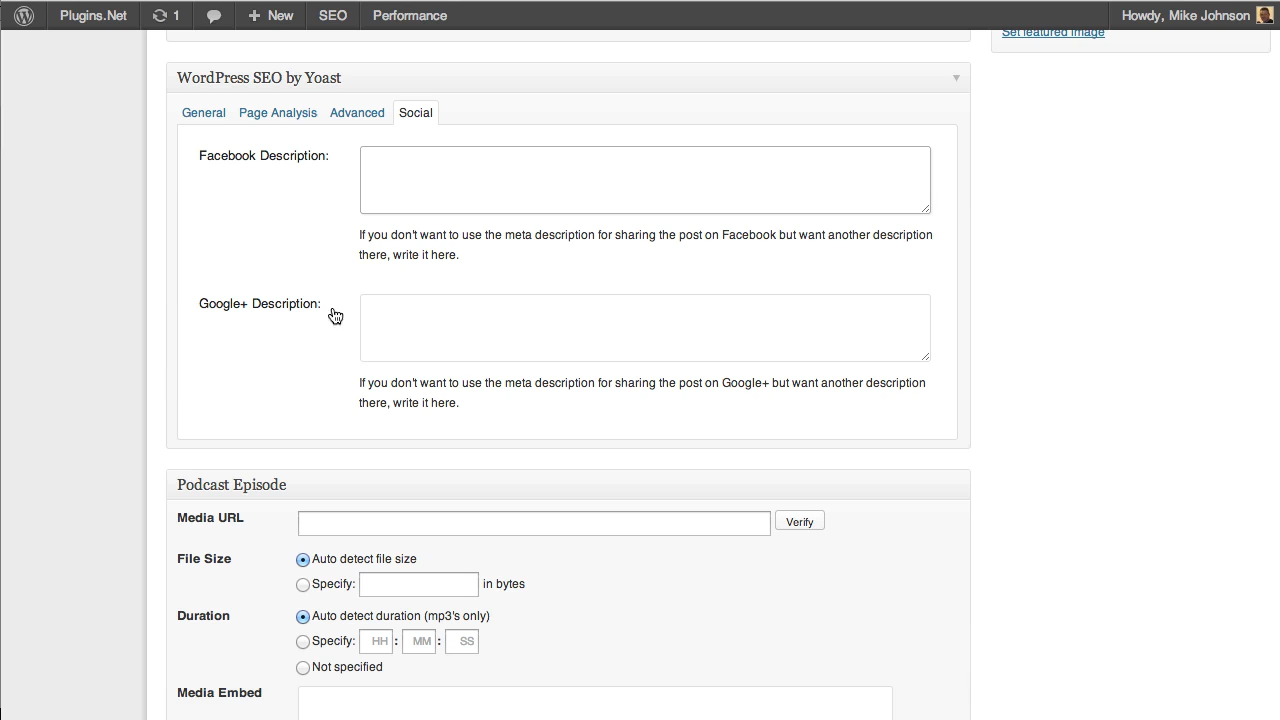 Plugins.Net 1 New SEO Performance Howdy, Mike Johnson
Set featured image
WordPress SEO by Yoast
General Page Analysis Advanced Social
Facebook Description:
If you don't want to use the meta description for sharing the post on Facebook but want another description
there, write it here.
Google+ Description:
If you don't want to use the meta description for sharing the post on Google+ but want another description
there, write it here.
Podcast Episode
Media URL Verify
File Size Auto detect file size
Specify: in bytes
Duration Auto detect duration (mp3's only)
Specify: HH : MM : SS
Not specified
Media Embed